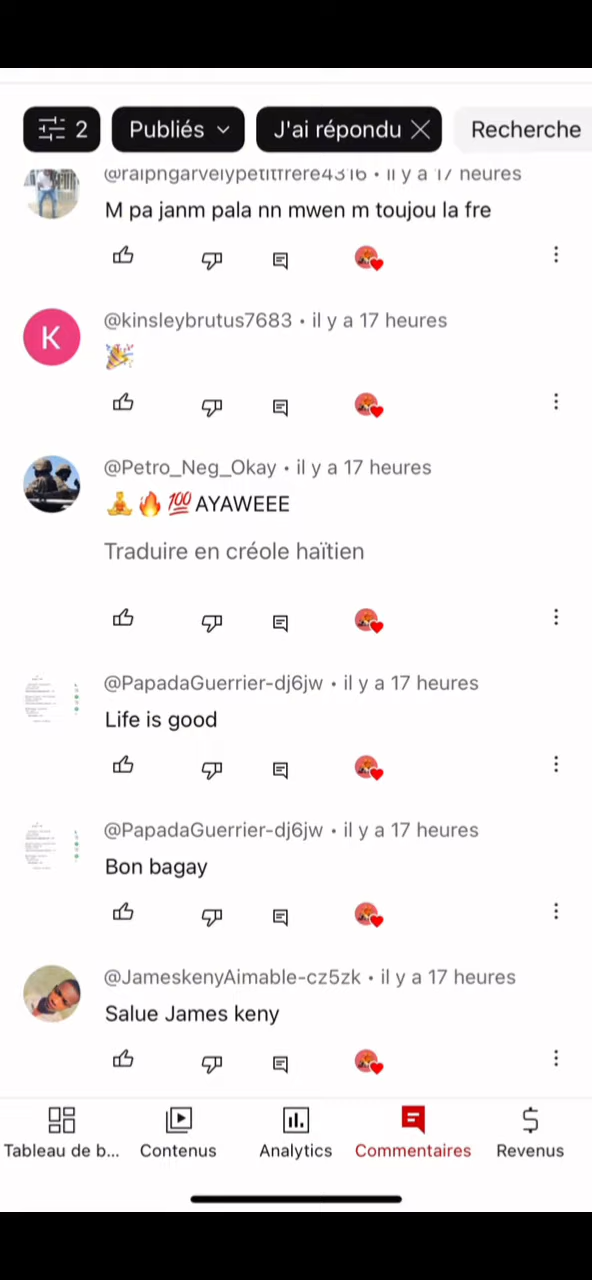 2
Publiés
J'ai répondu
Recherche
@ralphgarvelypetitfrere4316 • il y a 17 heures
M pa janm pala nn mwen m toujou la fre
K
@kinsleybrutus7683 • il y a 17 heures
🎉
@Petro_Neg_Okay • il y a 17 heures
🧘🔥💯 AYAWEEE
Traduire en créole haïtien
@PapadaGuerrier-dj6jw • il y a 17 heures
Life is good
@PapadaGuerrier-dj6jw • il y a 17 heures
Bon bagay
@JameskenyAimable-cz5zk • il y a 17 heures
Salue James keny
Tableau de b...
Contenus
Analytics
Commentaires
Revenus